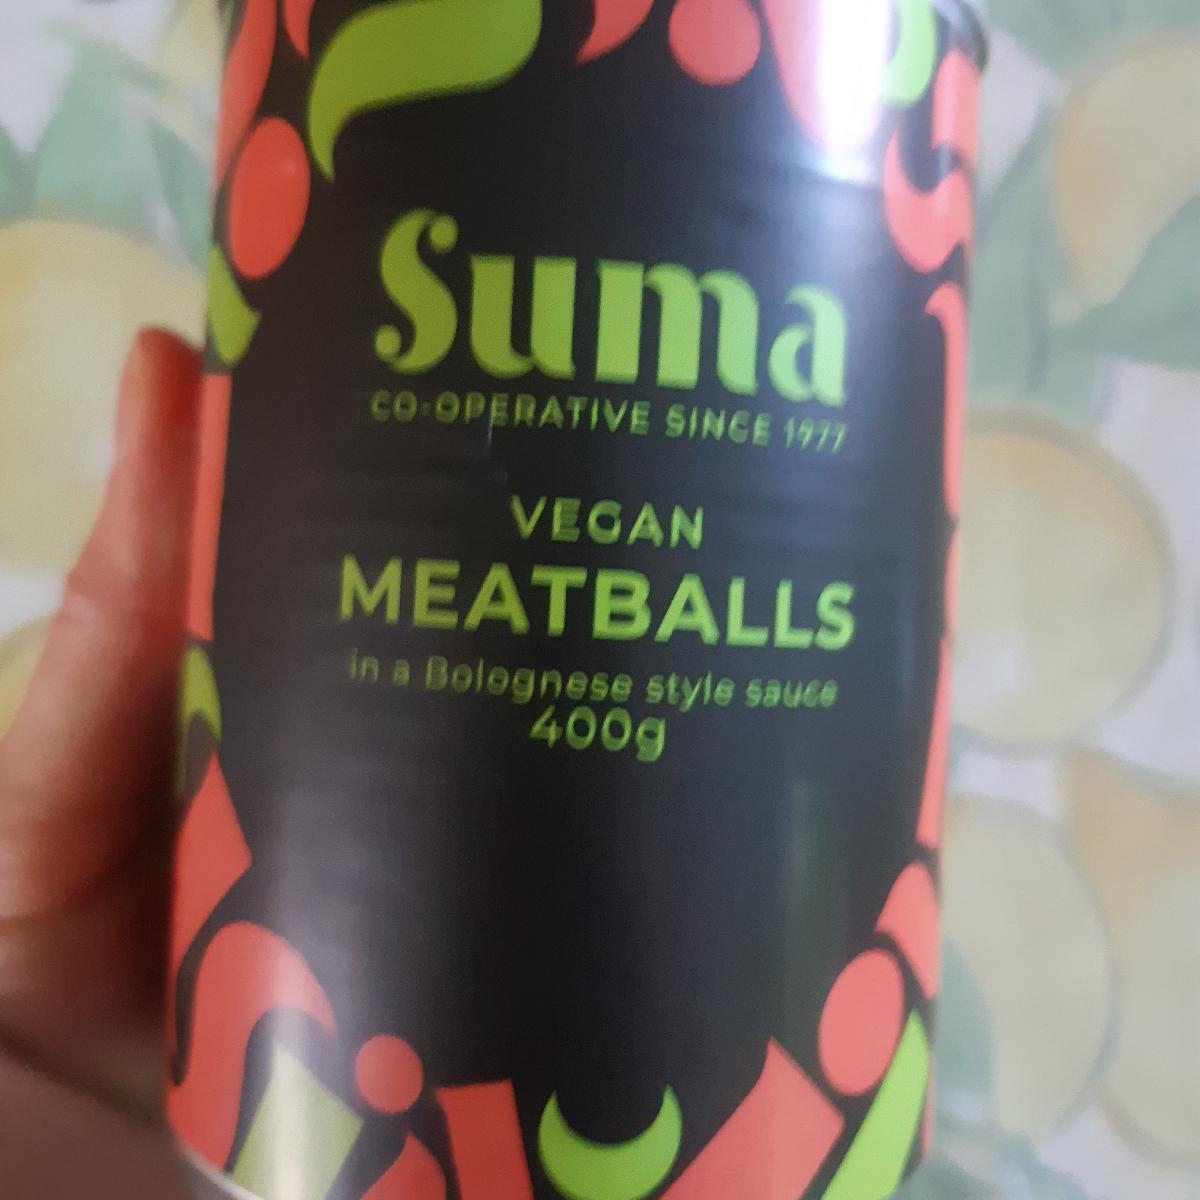 Suma
CO-OPERATIVE SINCE 1977
VEGAN
MEATBALLS
in a Bolognese style sauce
400g